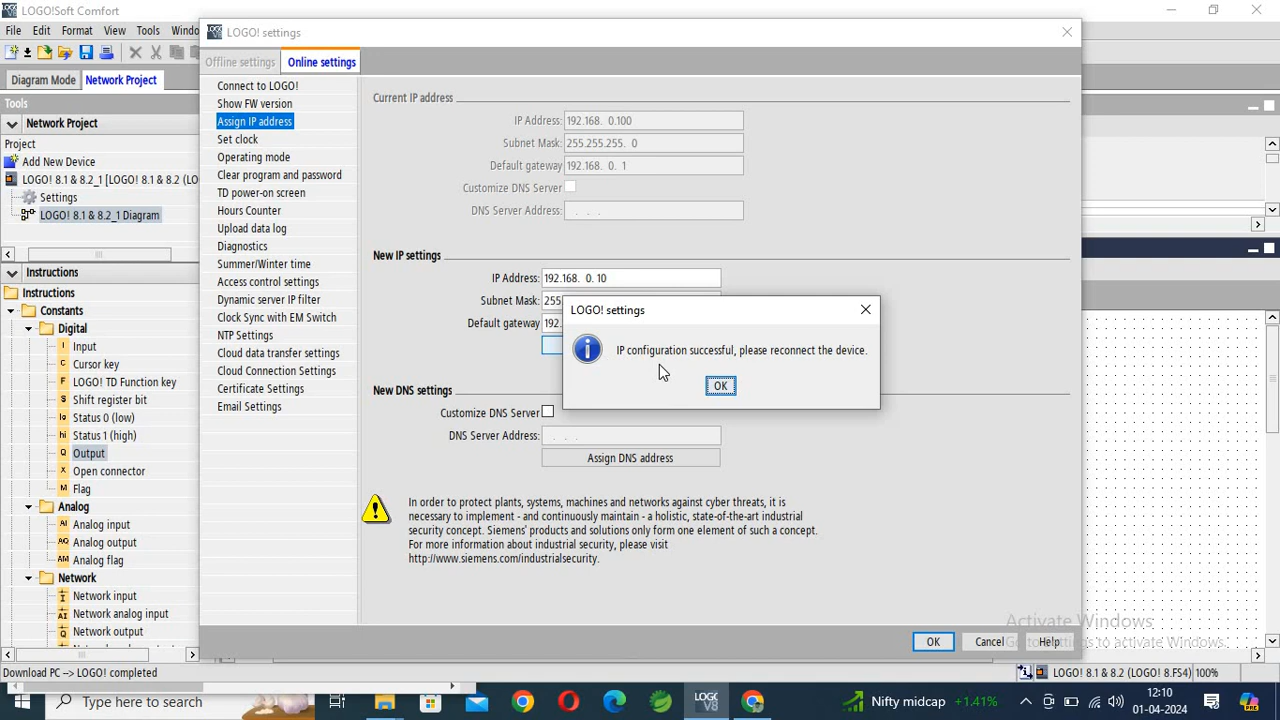 LOGO!Soft Comfort
File Edit Format View Tools Windo
Diagram Mode Network Project
Tools
Network Project
Project
Add New Device
LOGO! 8.1 & 8.2_1 [LOGO! 8.1 & 8.2 (LO
Settings
LOGO! 8.1 & 8.2_1 Diagram
Instructions
Instructions
Constants
Digital
I Input
C Cursor key
F LOGO! TD Function key
S Shift register bit
lo Status 0 (low)
hi Status 1 (high)
Q Output
X Open connector
M Flag
Analog
AI Analog input
AQ Analog output
AM Analog flag
Network
Network input
Network analog input
Network output
LOGO! settings
Offline settings Online settings
Connect to LOGO!
Show FW version
Assign IP address
Set clock
Operating mode
Clear program and password
TD power-on screen
Hours Counter
Upload data log
Diagnostics
Summer/Winter time
Access control settings
Dynamic server IP filter
Clock Sync with EM Switch
NTP Settings
Cloud data transfer settings
Cloud Connection Settings
Certificate Settings
Email Settings
Current IP address
IP Address: 192.168. 0.100
Subnet Mask: 255.255.255. 0
Default gateway 192.168. 0. 1
Customize DNS Server
DNS Server Address: . . .
New IP settings
IP Address: 192.168. 0. 10
Subnet Mask: 255
Default gateway 192.
LOGO! settings
IP configuration successful, please reconnect the device.
OK
New DNS settings
Customize DNS Server
DNS Server Address: . . .
Assign DNS address
In order to protect plants, systems, machines and networks against cyber threats, it is
necessary to implement - and continuously maintain - a holistic, state-of-the-art industrial
security concept. Siemens' products and solutions only form one element of such a concept.
For more information about industrial security, please visit
http://www.siemens.com/industrialsecurity.
OK Cancel Help
Activate Windows
Go to Settings to activate Windows.
Download PC --> LOGO! completed
LOGO! 8.1 & 8.2 (LOGO! 8.FS4) 100%
Type here to search
Nifty midcap +1.41%
12:10
01-04-2024